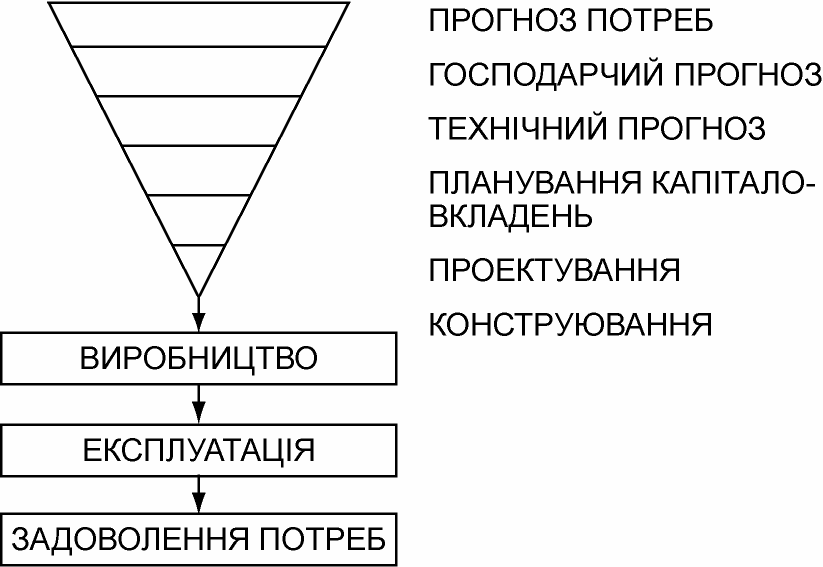 ПРОГНОЗ ПОТРЕБ
ГОСПОДАРЧИЙ ПРОГНОЗ
ТЕХНІЧНИЙ ПРОГНОЗ
ПЛАНУВАННЯ КАПІТАЛО-
ВКЛАДЕНЬ
ПРОЕКТУВАННЯ
КОНСТРУЮВАННЯ
ВИРОБНИЦТВО
ЕКСПЛУАТАЦІЯ
ЗАДОВОЛЕННЯ ПОТРЕБ